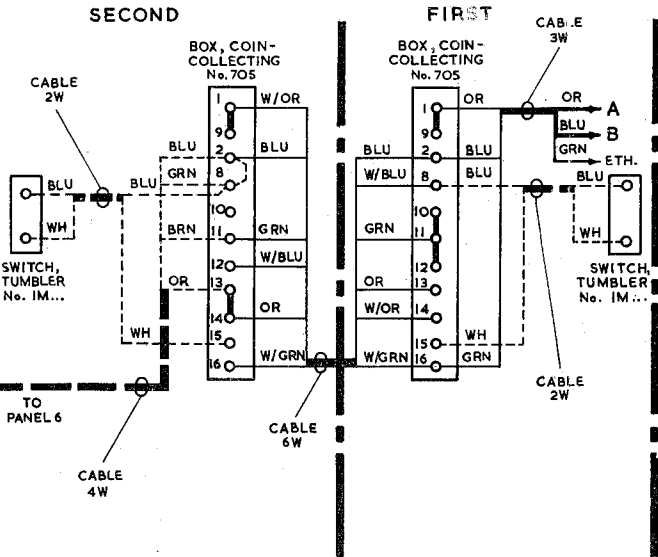 SECOND
FIRST
CABLE
2W
BOX, COIN-
COLLECTING
No. 705
1
W/OR
9
BLU
2
BLU
GRN
8
BLU
BLU
10
WH
BRN
11
GRN
12
W/BLU
OR
13
14
OR
WH
15
16
W/GRN
SWITCH,
TUMBLER
No. 1M...
TO
PANEL 6
CABLE
4W
CABLE
6W
BOX, COIN-
COLLECTING
No. 705
CABLE
3W
1
OR
OR
A
9
BLU
B
BLU
2
BLU
GRN
ETH.
W/BLU
8
BLU
BLU
10
GRN
11
WH
12
OR
13
W/OR
14
WH
15
W/GRN
16
GRN
SWITCH,
TUMBLER
No. 1M...
CABLE
2W